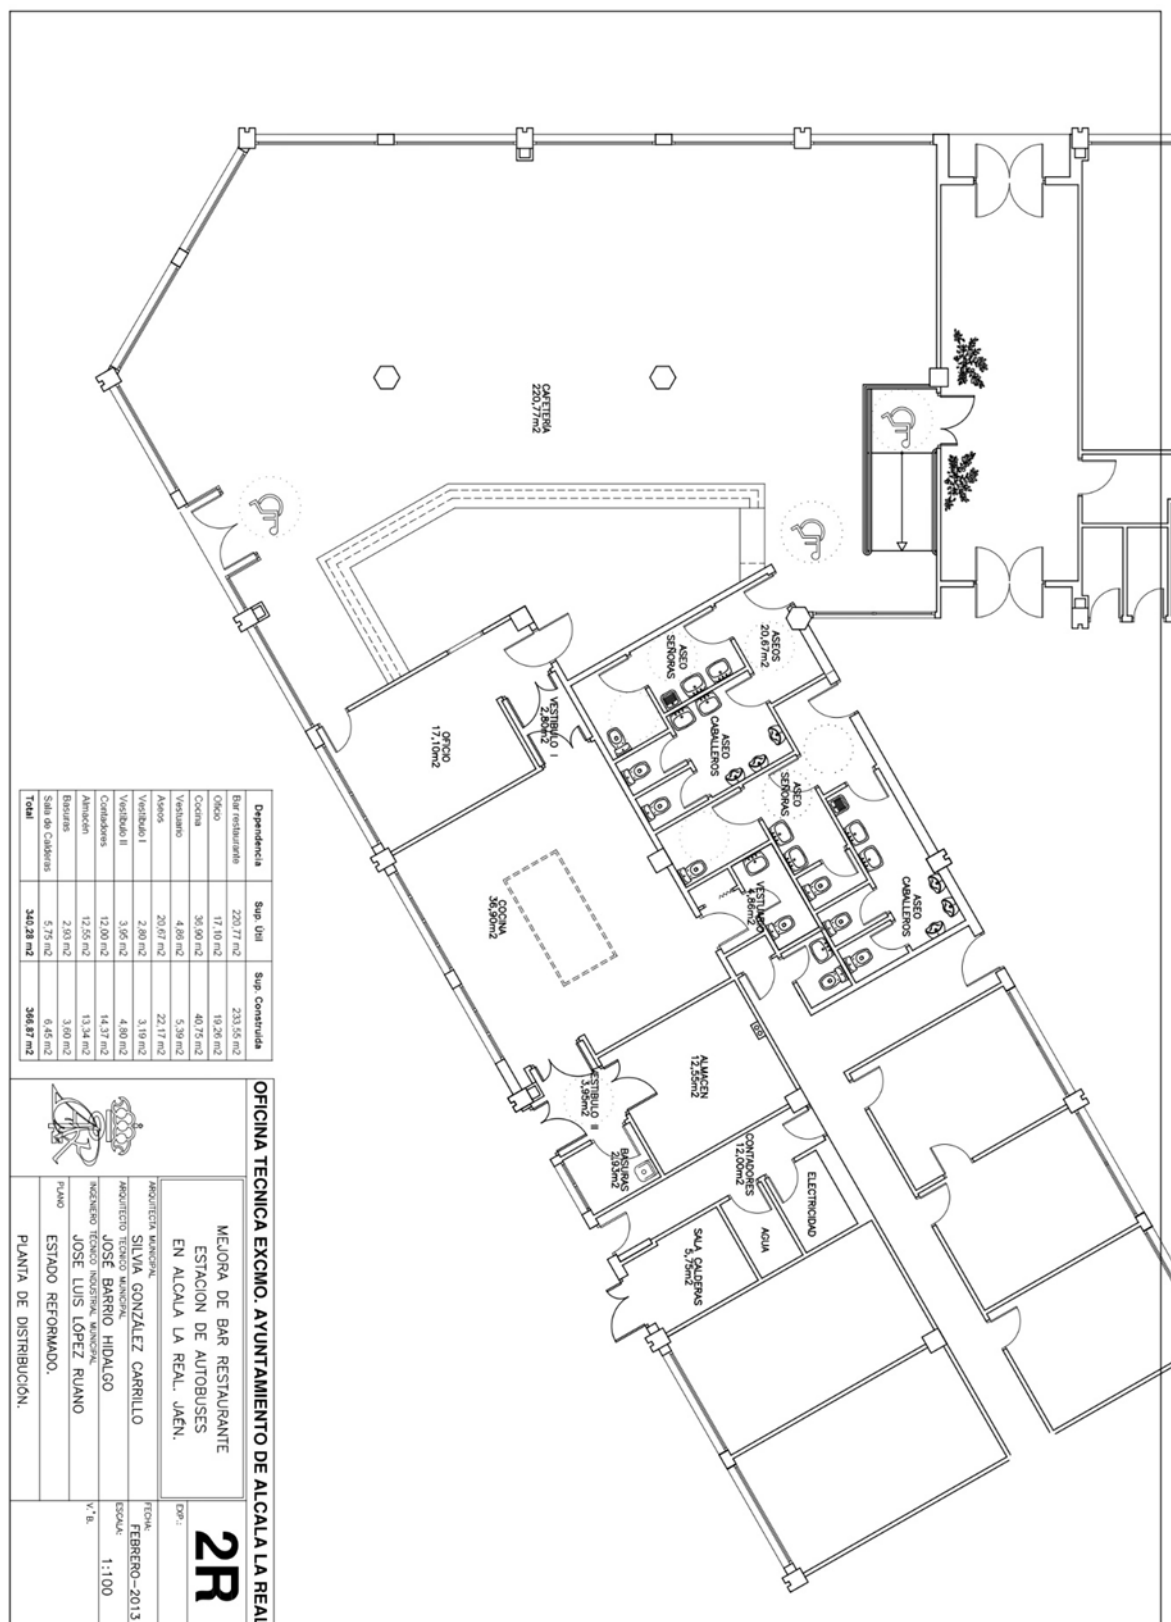 CAFETERÍA
220,77m2
ASEOS
20,67m2
ASEO
SEÑORAS
ASEO
CABALLEROS
VESTIBULO I
2,80m2
OFICIO
17,10m2
ASEO
SEÑORAS
VESTUARIO
4,86m2
ASEO
CABALLEROS
COCINA
36,90m2
ALMACEN
12,55m2
VESTIBULO II
3,95m2
BASURAS
2,93m2
CONTADORES
12,00m2
ELECTRICIDAD
AGUA
SALA CALDERAS
5,75m2
Dependencia Sup. Útil Sup. Construida
Bar restaurante 220,77 m2 233,55 m2
Oficio 17,10 m2 19,26 m2
Cocina 36,90 m2 40,75 m2
Vestuario 4,86 m2 5,39 m2
Aseos 20,67 m2 22,17 m2
Vestíbulo I 2,80 m2 3,19 m2
Vestíbulo II 3,95 m2 4,80 m2
Contadores 12,00 m2 14,37 m2
Almacén 12,55 m2 13,34 m2
Basuras 2,93 m2 3,60 m2
Sala de Calderas 5,75 m2 6,45 m2
Total 340,28 m2 366,87 m2
OFICINA TECNICA EXCMO. AYUNTAMIENTO DE ALCALA LA REAL
MEJORA DE BAR RESTAURANTE
ESTACION DE AUTOBUSES
EN ALCALA LA REAL. JAÉN.
EXP.:
2R
ARQUITECTA MUNICIPAL
SILVIA GONZÁLEZ CARRILLO
ARQUITECTO TECNICO MUNICIPAL
JOSÉ BARRIO HIDALGO
INGENIERO TÉCNICO INDUSTRIAL MUNICIPAL
JOSE LUIS LÓPEZ RUANO
FECHA:
FEBRERO-2013
ESCALA:
1:100
V.º B.
PLANO
ESTADO REFORMADO.
PLANTA DE DISTRIBUCIÓN.